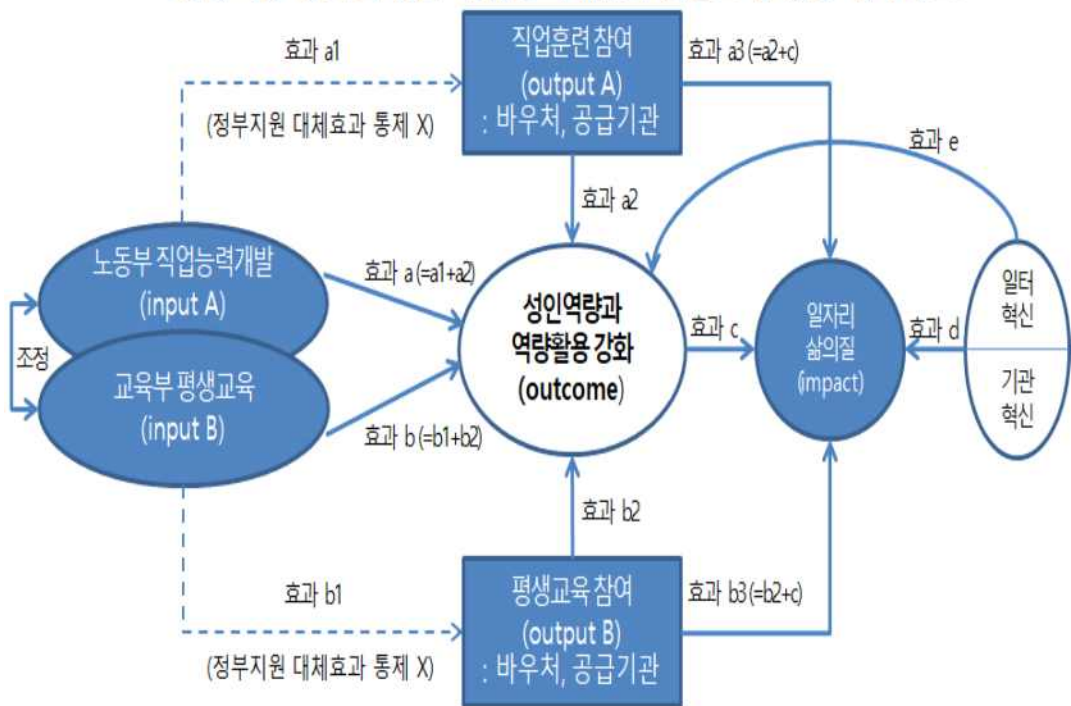 효과 a1
(정부지원 대체효과 통제 X)
직업훈련 참여
(output A)
: 바우처, 공급기관
효과 a3 (=a2+c)
효과 e
효과 a2
노동부 직업능력개발
(input A)
조정
교육부 평생교육
(input B)
효과 a (=a1+a2)
효과 b (=b1+b2)
성인역량과
역량활용 강화
(outcome)
효과 c
일자리
삶의질
(impact)
효과 d
일터
혁신
기관
혁신
효과 b2
효과 b1
(정부지원 대체효과 통제 X)
평생교육 참여
(output B)
: 바우처, 공급기관
효과 b3 (=b2+c)